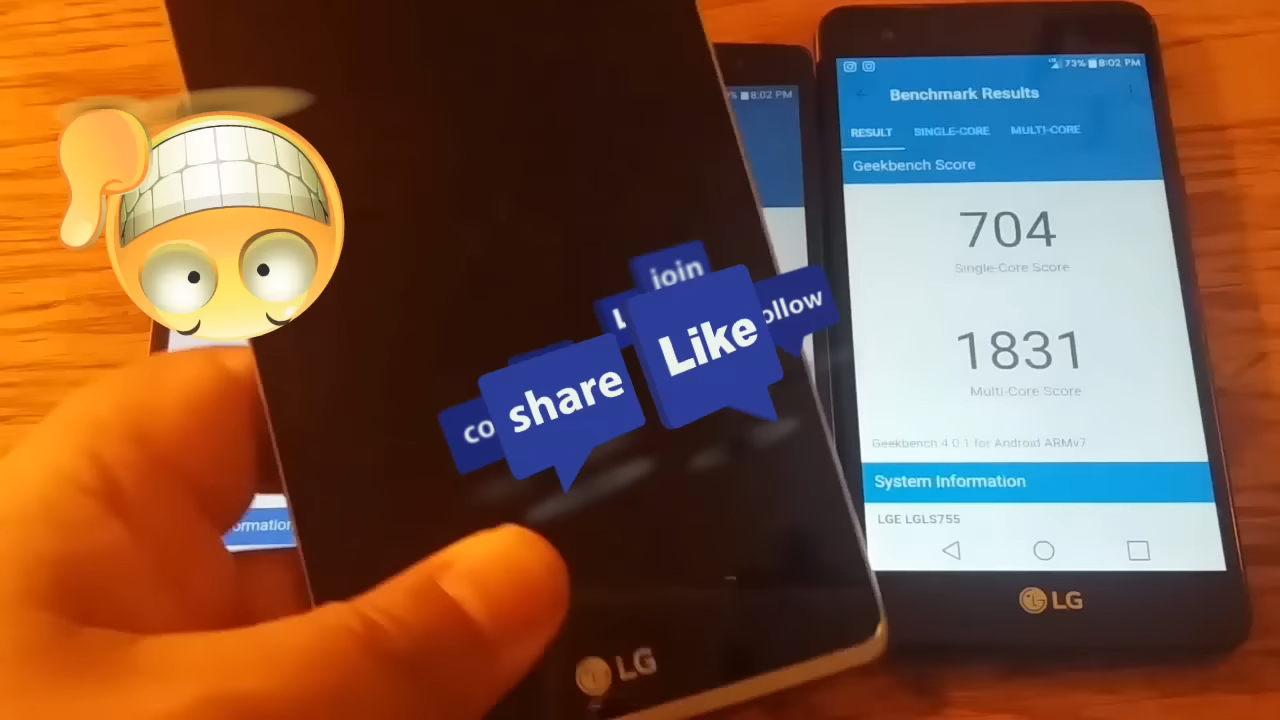 73% 8:02 PM
Benchmark Results
RESULT SINGLE-CORE MULTI-CORE
Geekbench Score
704
Single-Core Score
1831
Multi-Core Score
Geekbench 4.0.1 for Android ARMv7
System Information
LGE LGLS755
LG
% 8:02 PM
join
L
ollow
Like
share
co
ormation
LG